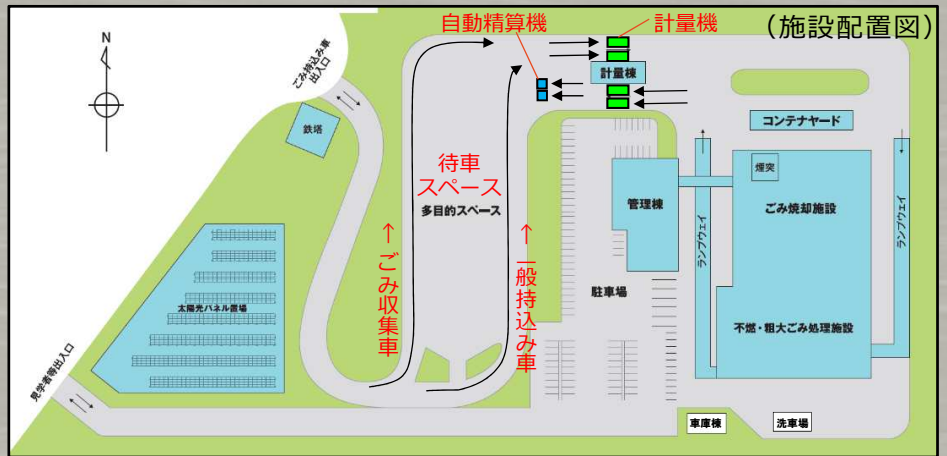 自動精算機
計量機
(施設配置図)
N
ごみ持込み車
出入口
計量棟
鉄塔
コンテナヤード
待車
スペース
多目的スペース
煙突
管理棟
ごみ焼却施設
ランプウェイ
ランプウェイ
←ごみ収集車
←一般持込み車
駐車場
太陽光パネル置場
不燃・粗大ごみ処理施設
見学者等出入口
車庫棟
洗車場